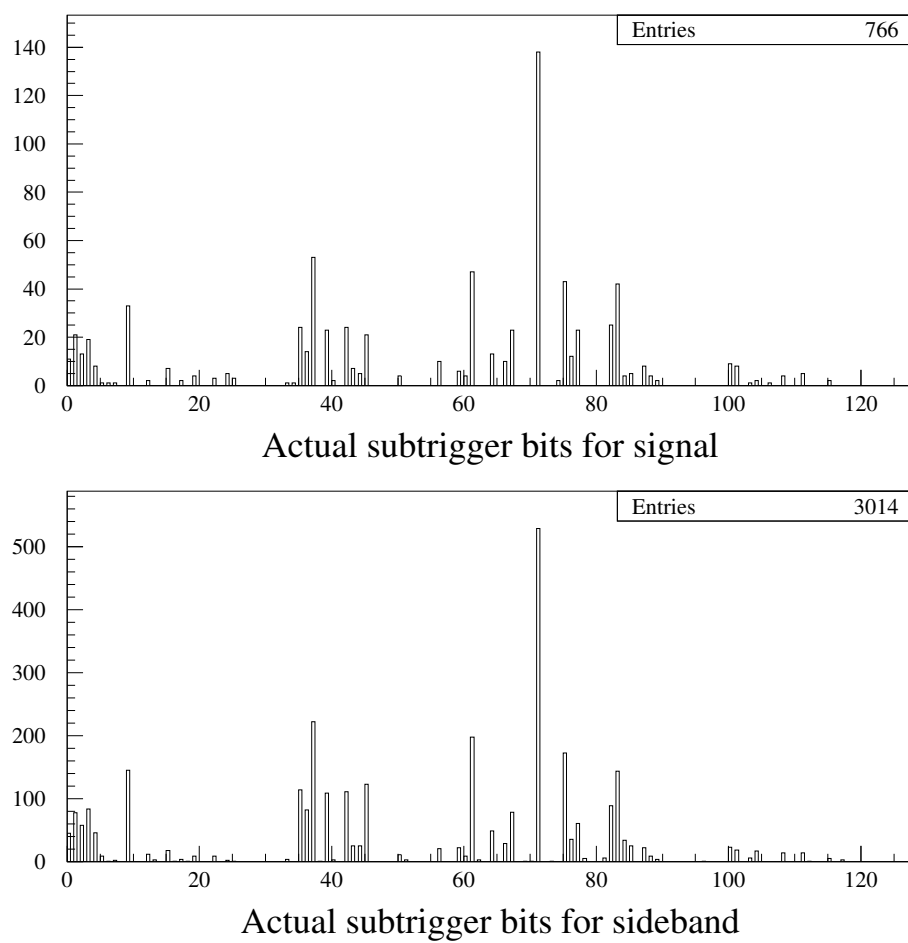 Entries 766
140
120
100
80
60
40
20
0
0 20 40 60 80 100 120
Actual subtrigger bits for signal
Entries 3014
500
400
300
200
100
0
0 20 40 60 80 100 120
Actual subtrigger bits for sideband